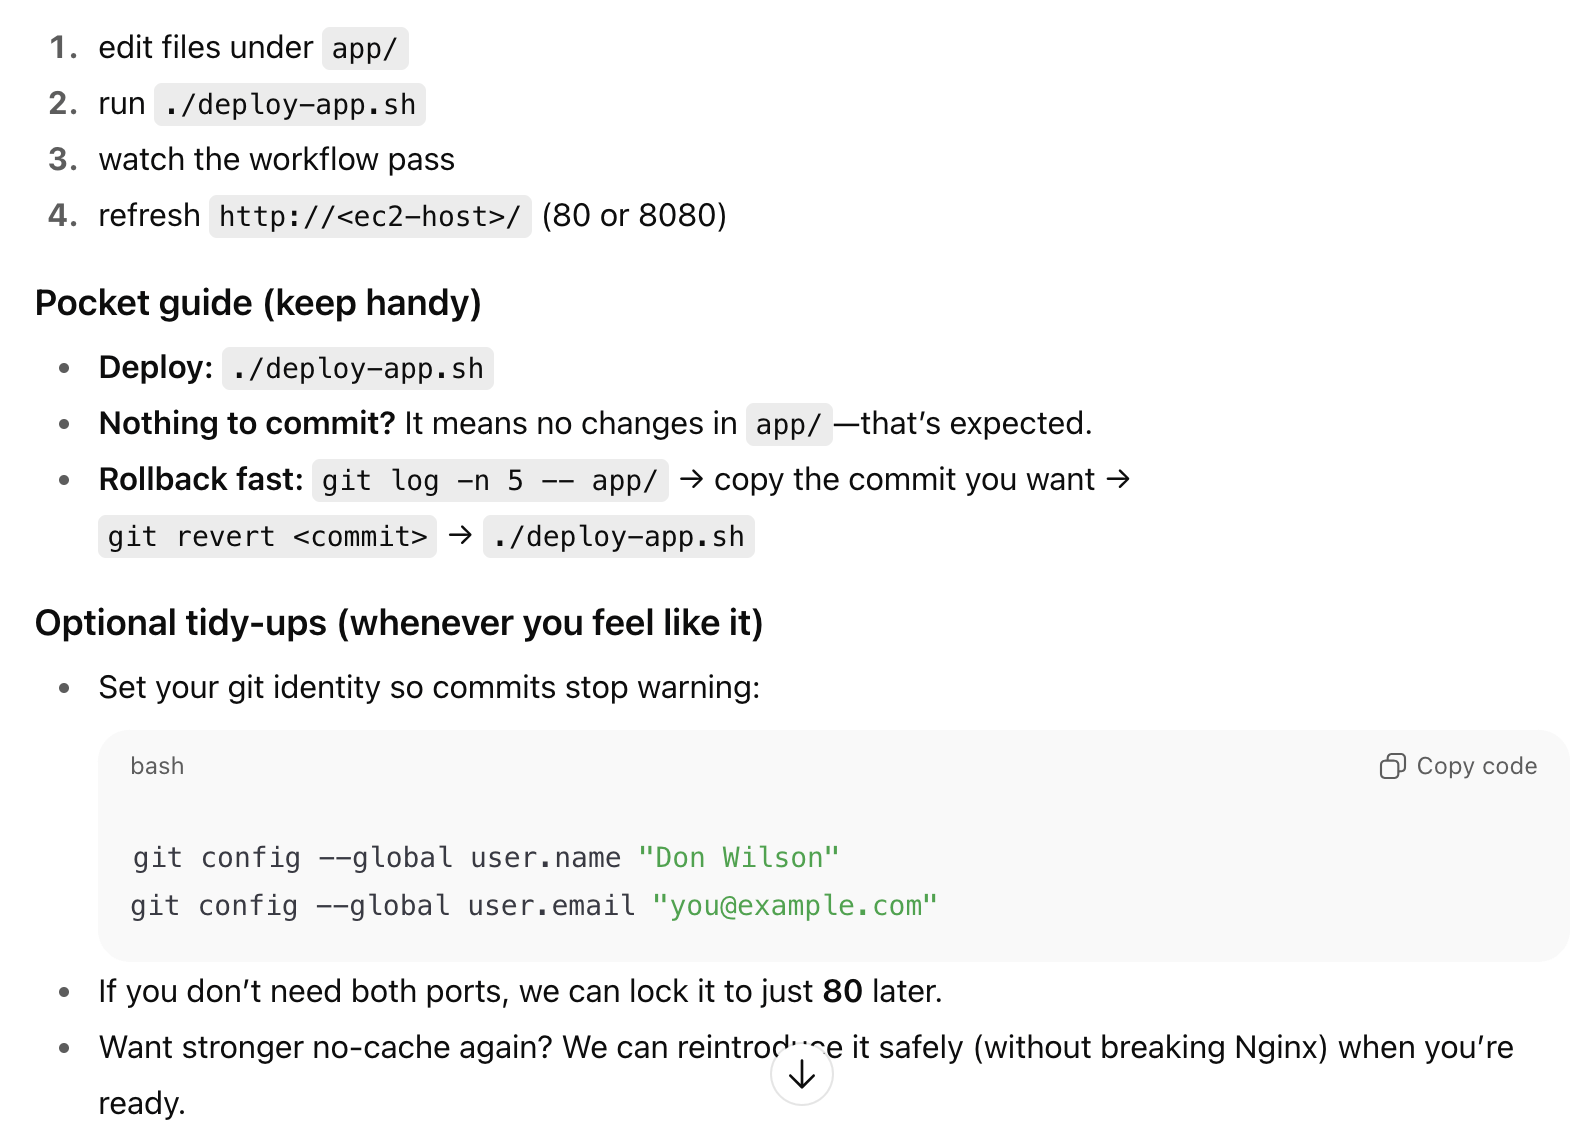 1. edit files under app/
2. run ./deploy-app.sh
3. watch the workflow pass
4. refresh http://<ec2-host>/ (80 or 8080)
Pocket guide (keep handy)
• Deploy: ./deploy-app.sh
• Nothing to commit? It means no changes in app/—that’s expected.
• Rollback fast: git log -n 5 -- app/ → copy the commit you want →
git revert <commit> → ./deploy-app.sh
Optional tidy-ups (whenever you feel like it)
• Set your git identity so commits stop warning:
bash Copy code
git config --global user.name "Don Wilson"
git config --global user.email "you@example.com"
• If you don’t need both ports, we can lock it to just 80 later.
• Want stronger no-cache again? We can reintroduce it safely (without breaking Nginx) when you’re
ready.